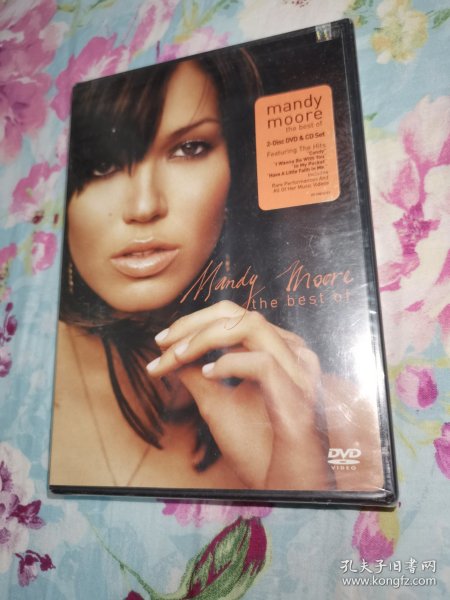 mandy
moore
the best of
2-Disc DVD & CD Set
Featuring The Hits
"Candy"
"I Wanna Be With You"
"In My Pocket"
"Have A Little Faith In Me"
Rare Performances And
All Of Her Music Videos
Mandy Moore
the best of
DVD
VIDEO
孔夫子旧书网
www.kongfz.com